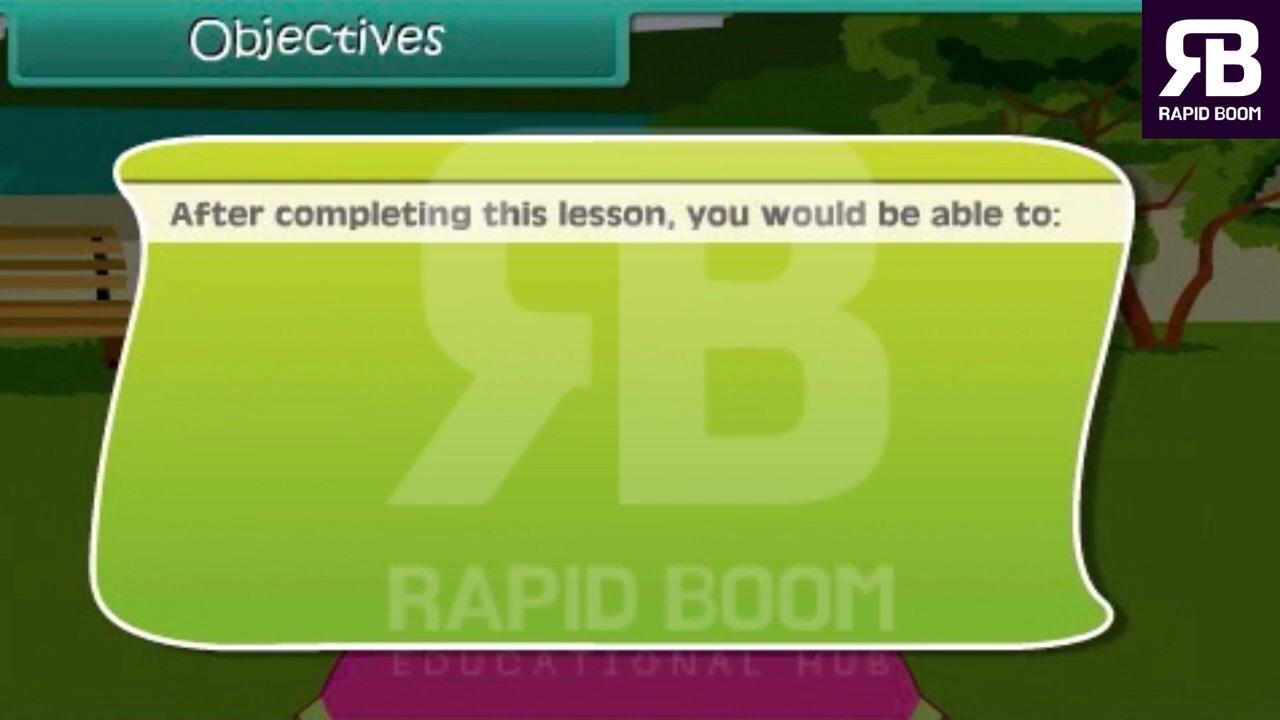 Objectives
RB
RAPID BOOM
After completing this lesson, you would be able to:
RB
RAPID BOOM
EDUCATIONAL HUB